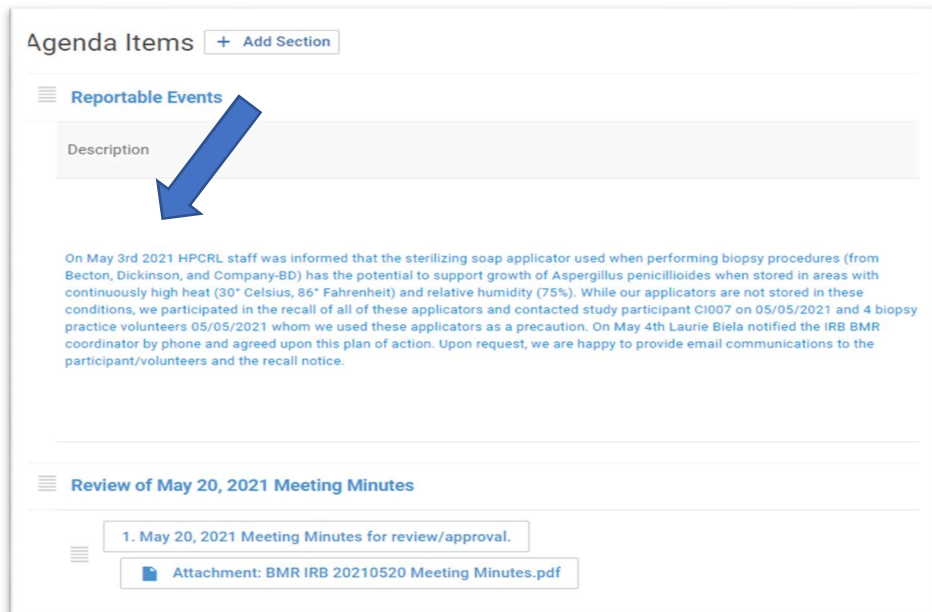 Agenda Items + Add Section
Reportable Events
Description
On May 3rd 2021 HPCRL staff was informed that the sterilizing soap applicator used when performing biopsy procedures (from
Becton, Dickinson, and Company-BD) has the potential to support growth of Aspergillus penicillioides when stored in areas with
continuously high heat (30° Celsius, 86° Fahrenheit) and relative humidity (75%). While our applicators are not stored in these
conditions, we participated in the recall of all of these applicators and contacted study participant CI007 on 05/05/2021 and 4 biopsy
practice volunteers 05/05/2021 whom we used these applicators as a precaution. On May 4th Laurie Biela notified the IRB BMR
coordinator by phone and agreed upon this plan of action. Upon request, we are happy to provide email communications to the
participant/volunteers and the recall notice.
Review of May 20, 2021 Meeting Minutes
1. May 20, 2021 Meeting Minutes for review/approval.
Attachment: BMR IRB 20210520 Meeting Minutes.pdf